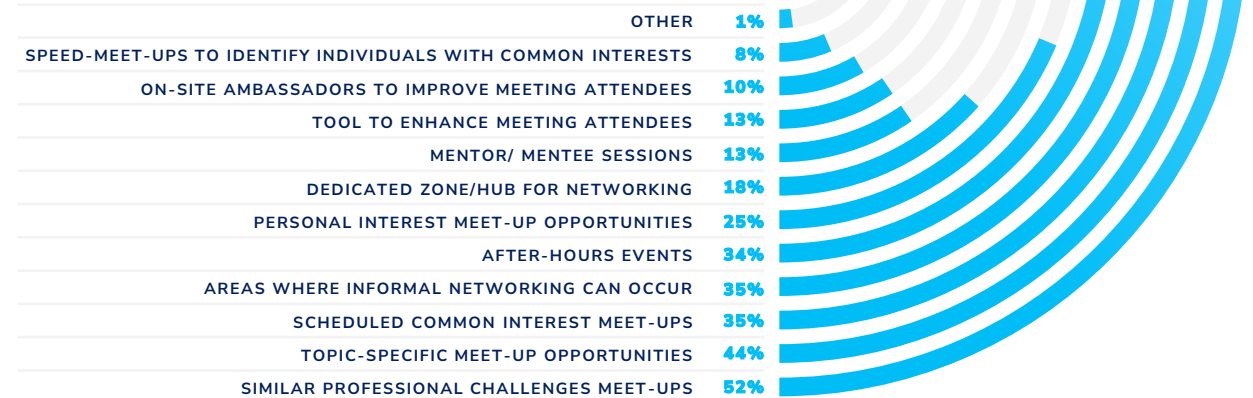 OTHER 1%
SPEED-MEET-UPS TO IDENTIFY INDIVIDUALS WITH COMMON INTERESTS 8%
ON-SITE AMBASSADORS TO IMPROVE MEETING ATTENDEES 10%
TOOL TO ENHANCE MEETING ATTENDEES 13%
MENTOR/ MENTEE SESSIONS 13%
DEDICATED ZONE/HUB FOR NETWORKING 18%
PERSONAL INTEREST MEET-UP OPPORTUNITIES 25%
AFTER-HOURS EVENTS 34%
AREAS WHERE INFORMAL NETWORKING CAN OCCUR 35%
SCHEDULED COMMON INTEREST MEET-UPS 35%
TOPIC-SPECIFIC MEET-UP OPPORTUNITIES 44%
SIMILAR PROFESSIONAL CHALLENGES MEET-UPS 52%